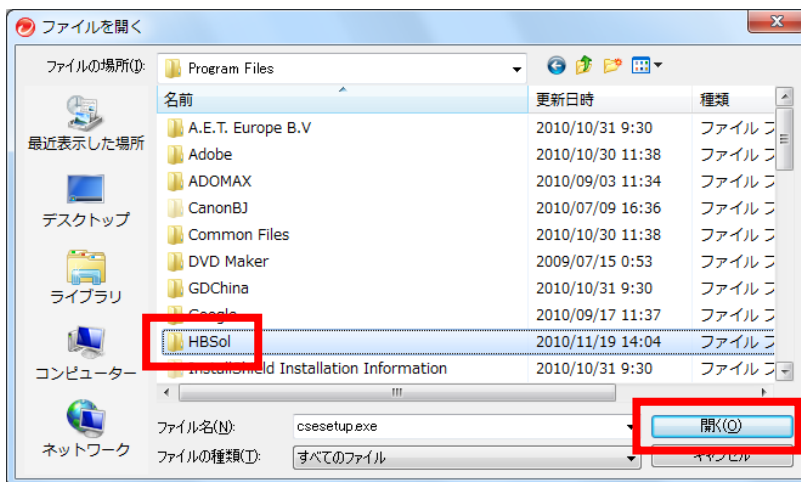 ファイルを開く
ファイルの場所(I):
Program Files
名前
更新日時
種類
A.E.T. Europe B.V 2010/10/31 9:30 ファイル フ
Adobe 2010/10/30 11:38 ファイル フ
ADOMAX 2010/09/03 11:34 ファイル フ
CanonBJ 2010/07/09 16:36 ファイル フ
Common Files 2010/10/30 11:38 ファイル フ
DVD Maker 2009/07/15 0:53 ファイル フ
GDChina 2010/10/31 9:30 ファイル フ
Google 2010/09/17 11:37 ファイル フ
HBSol 2010/11/19 14:04 ファイル フ
InstallShield Installation Information 2010/10/31 9:30 ファイル フ
最近表示した場所
デスクトップ
ライブラリ
コンピューター
ネットワーク
ファイル名(N):
csesetup.exe
開く(O)
ファイルの種類(T):
すべてのファイル
キャンセル